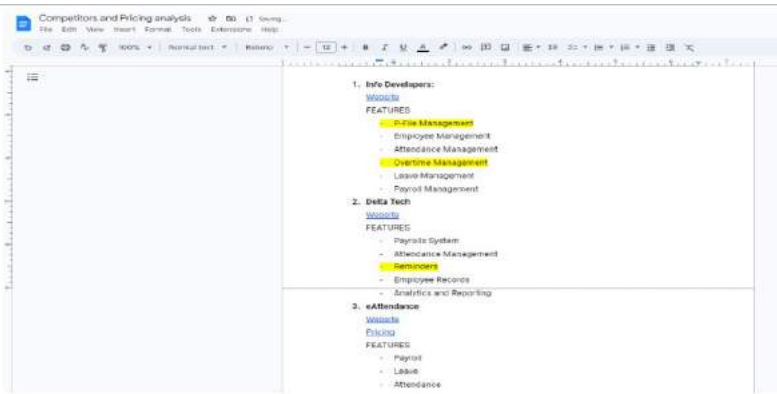 Competitors and Pricing analysis Saving...
File Edit View Insert Format Tools Extensions Help
100% Normal text Roboto 12 B I U A
1. Info Developers:
Website
FEATURES
- P-File Management
- Employee Management
- Attendance Management
- Overtime Management
- Leave Management
- Payroll Management
2. Delta Tech
Website
FEATURES
- Payrolls System
- Attendance Management
- Reminders
- Employee Records
- Analytics and Reporting
3. eAttendance
Website
Pricing
FEATURES
- Payroll
- Leave
- Attendance